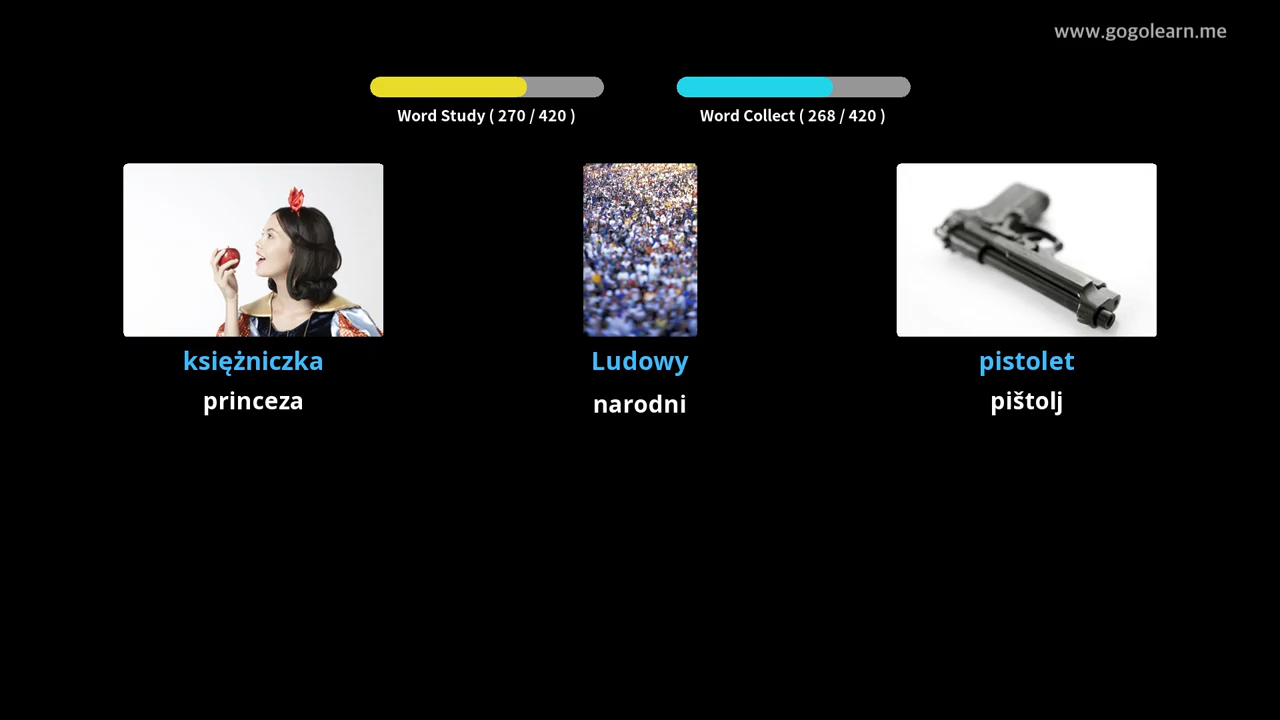 www.gogolearn.me
Word Study ( 270 / 420 )
Word Collect ( 268 / 420 )
księżniczka
princeza
Ludowy
narodni
pistolet
pištolj